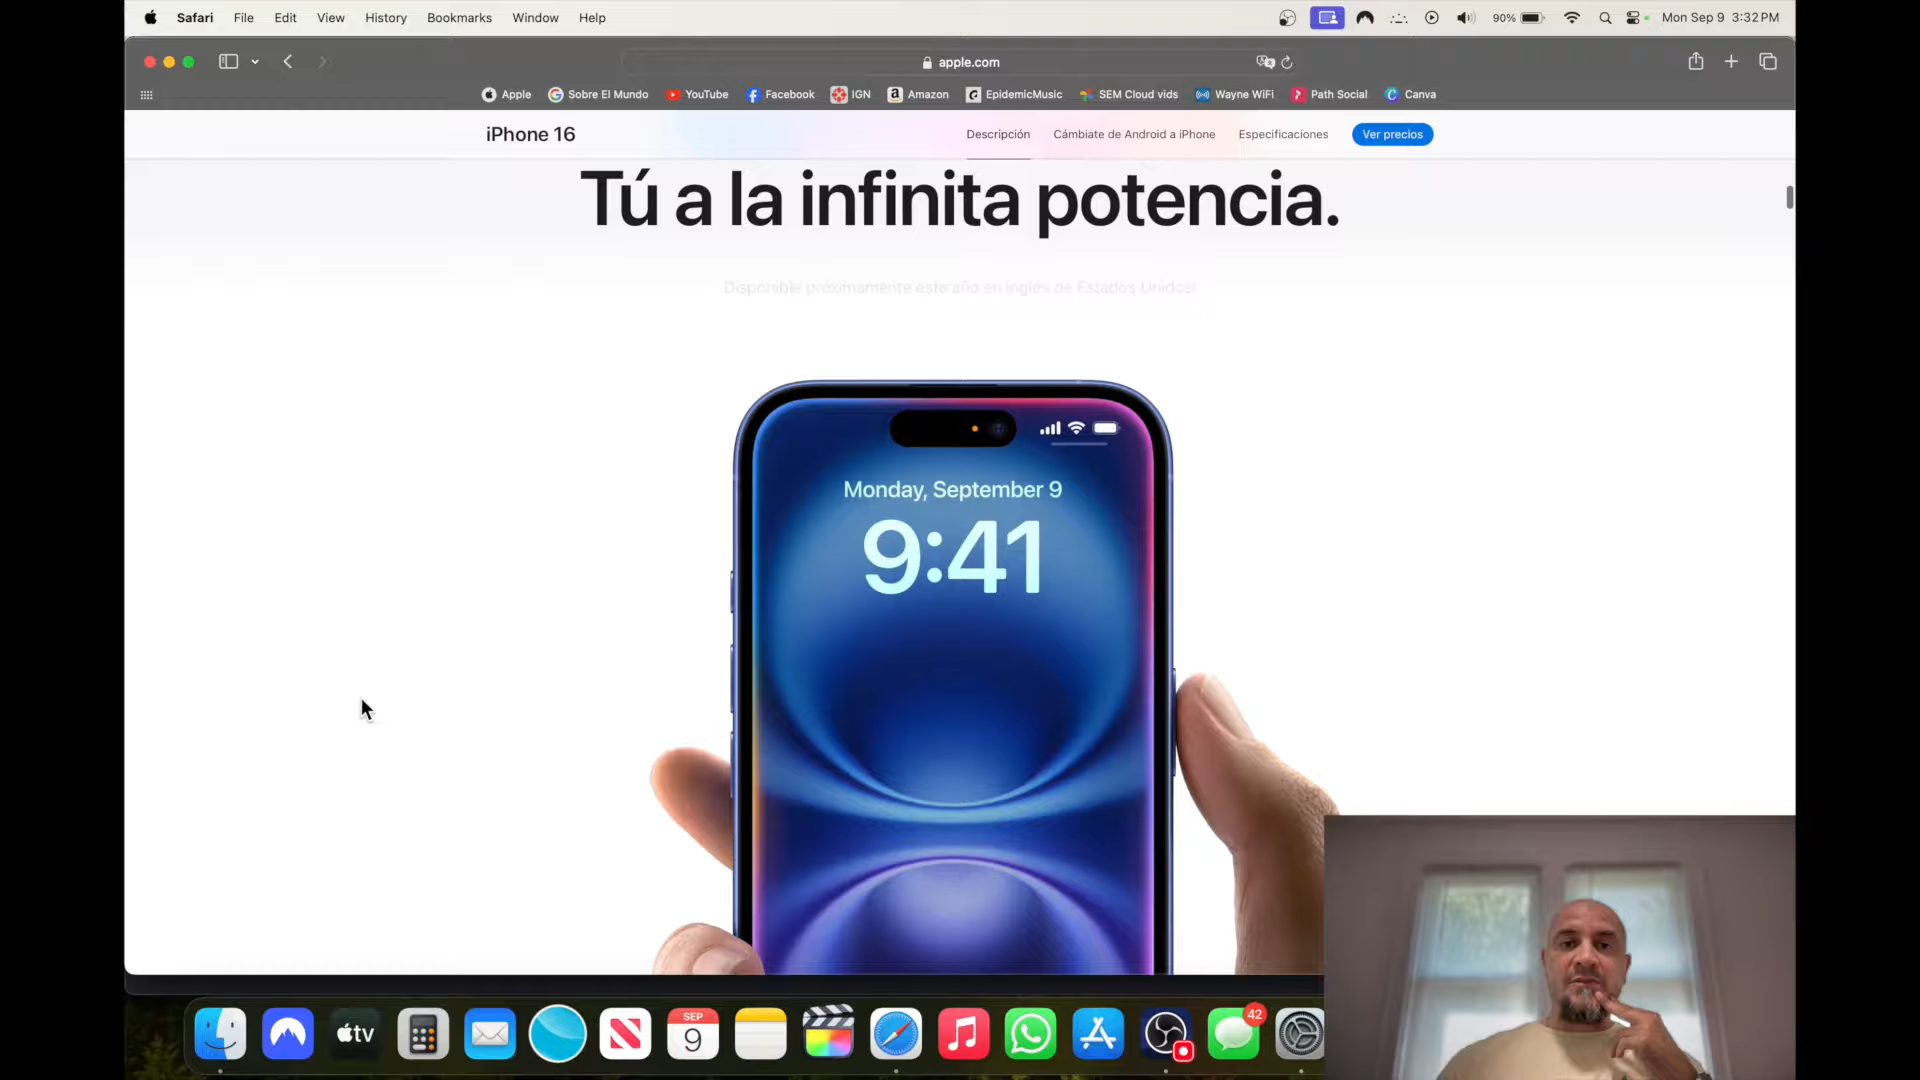 Safari File Edit View History Bookmarks Window Help 90% Mon Sep 9 3:32 PM
apple.com
Apple Sobre El Mundo YouTube Facebook IGN Amazon EpidemicMusic SEM Cloud vids Wayne WiFi Path Social Canva
iPhone 16 Descripción Cámbiate de Android a iPhone Especificaciones Ver precios
Tú a la infinita potencia.
Disponible próximamente este año en inglés de Estados Unidos
Monday, September 9
9:41
tv
SEP
9
42